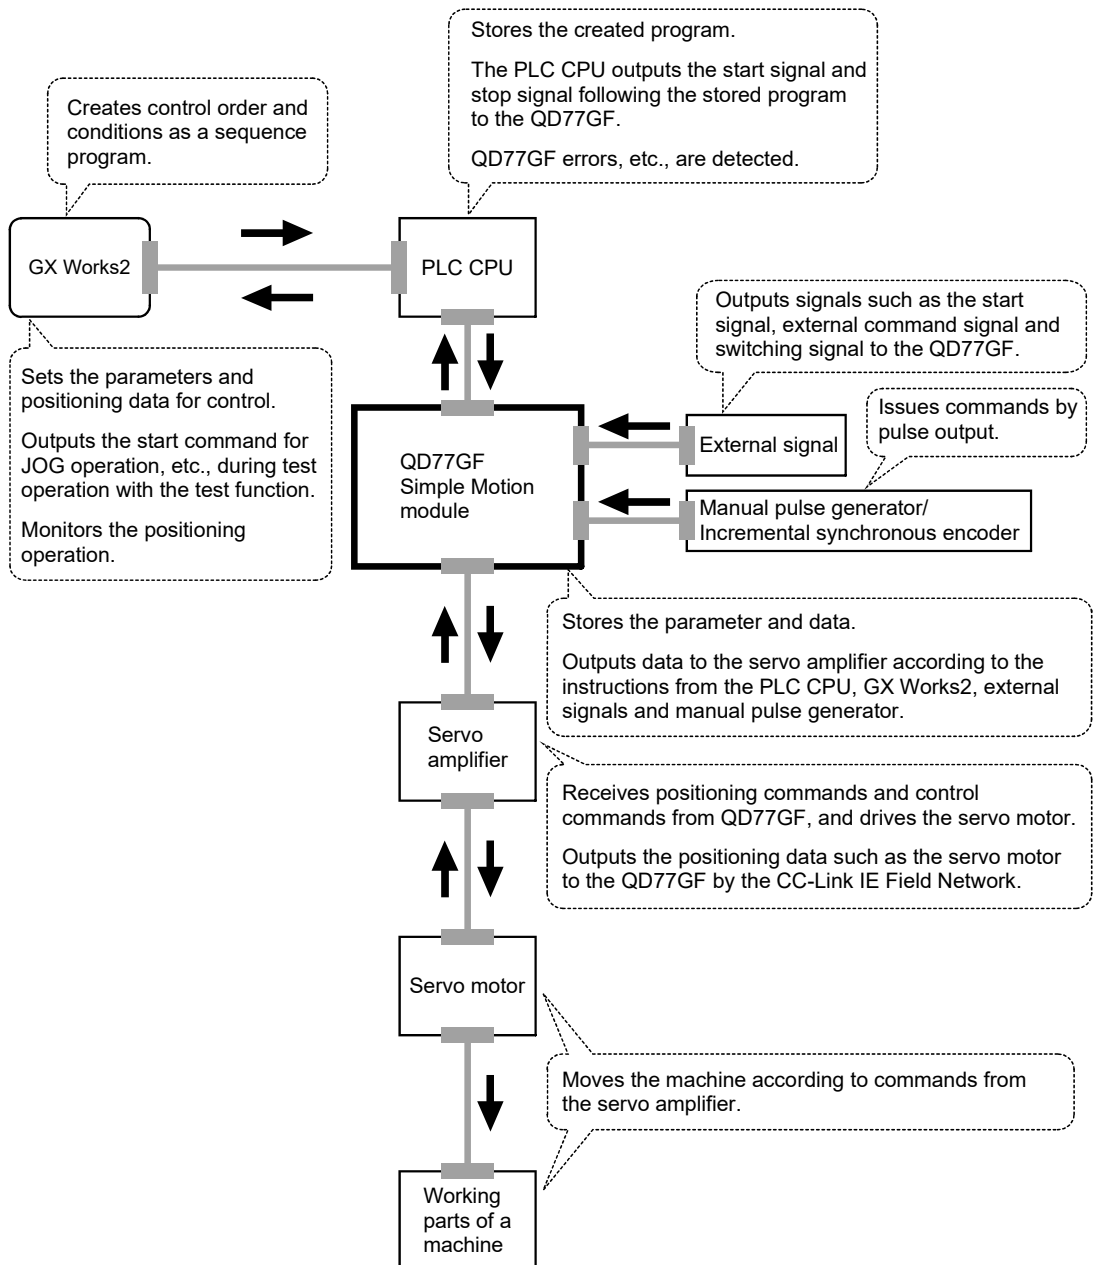 Stores the created program.
The PLC CPU outputs the start signal and
stop signal following the stored program
to the QD77GF.
QD77GF errors, etc., are detected.
Creates control order and
conditions as a sequence
program.
GX Works2
PLC CPU
Outputs signals such as the start
signal, external command signal and
switching signal to the QD77GF.
Sets the parameters and
positioning data for control.
Outputs the start command for
JOG operation, etc., during test
operation with the test function.
Monitors the positioning
operation.
Issues commands by
pulse output.
QD77GF
Simple Motion
module
External signal
Manual pulse generator/
Incremental synchronous encoder
Stores the parameter and data.
Outputs data to the servo amplifier according to the
instructions from the PLC CPU, GX Works2, external
signals and manual pulse generator.
Servo
amplifier
Receives positioning commands and control
commands from QD77GF, and drives the servo motor.
Outputs the positioning data such as the servo motor
to the QD77GF by the CC-Link IE Field Network.
Servo motor
Moves the machine according to commands from
the servo amplifier.
Working
parts of a
machine